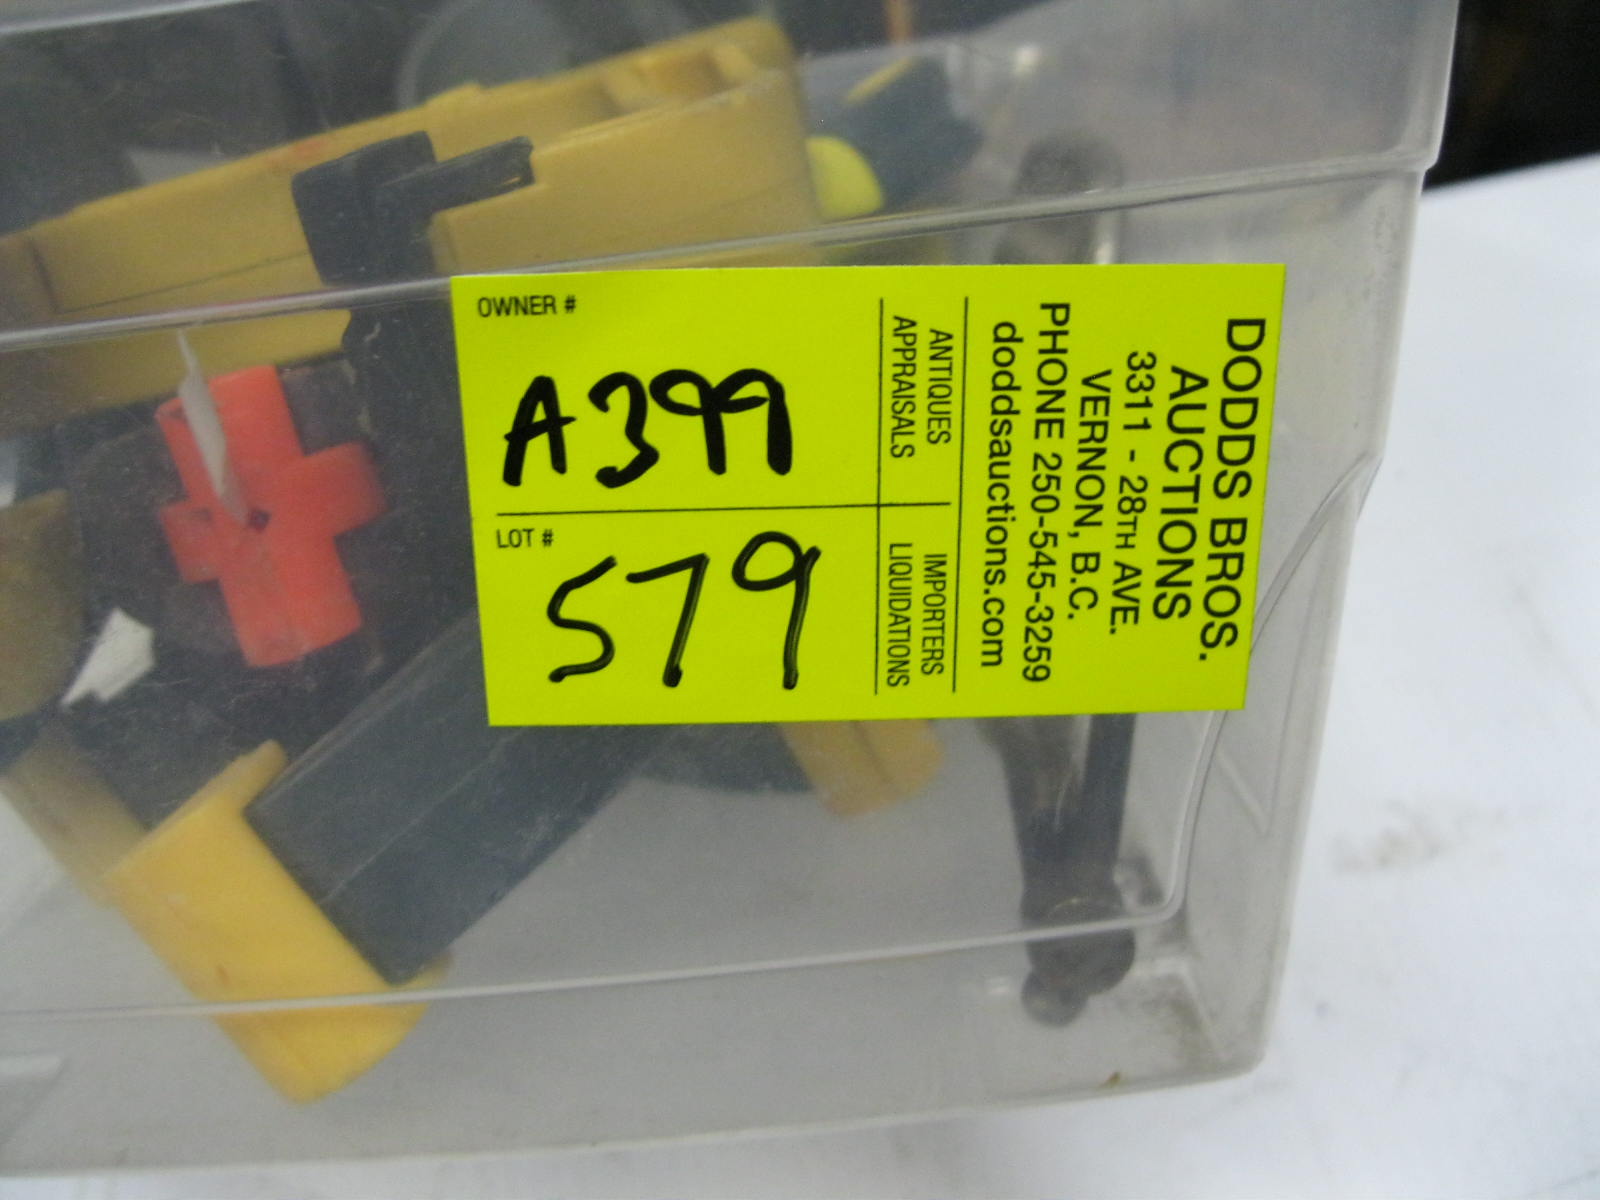 OWNER #
A399
LOT #
579
ANTIQUES
APPRAISALS
IMPORTERS
LIQUIDATIONS
DODDS BROS.
AUCTIONS
3311 - 28TH AVE.
VERNON, B.C.
PHONE 250-545-3259
doddsauctions.com